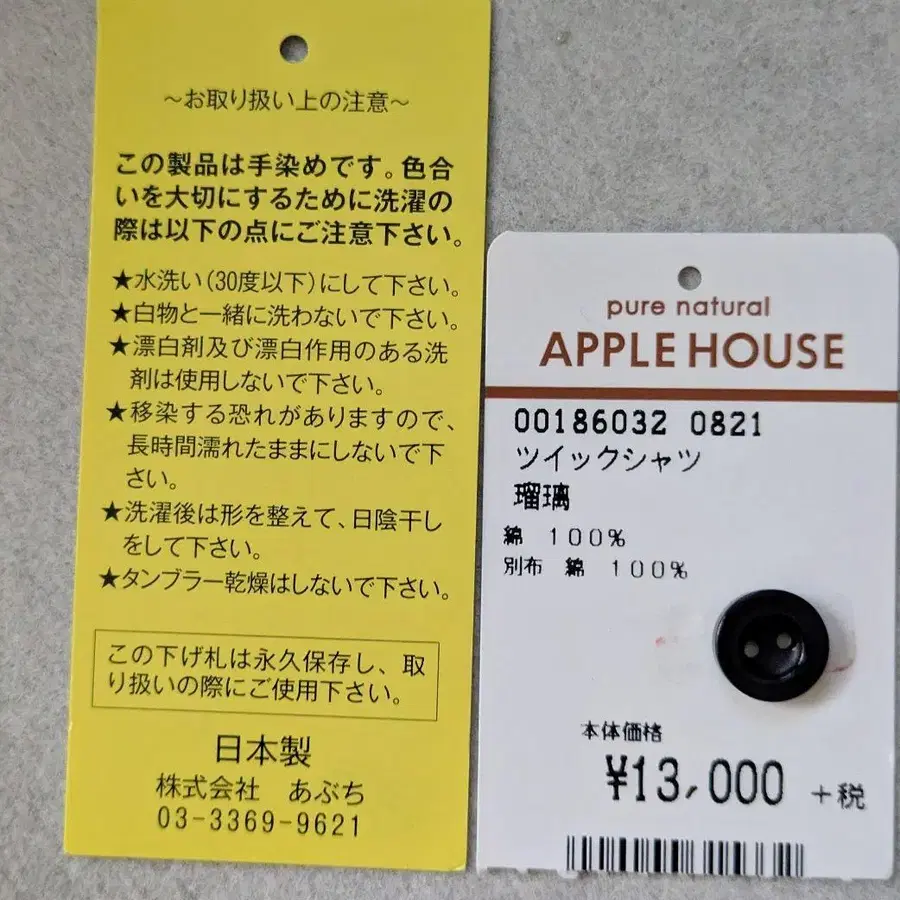 ～お取り扱い上の注意～
この製品は手染めです。色合
いを大切にするために洗濯の
際は以下の点にご注意下さい。
★水洗い(30度以下)にして下さい。
★白物と一緒に洗わないで下さい。
★漂白剤及び漂白作用のある洗
剤は使用しないで下さい。
★移染する恐れがありますので、
長時間濡れたままにしないで下
さい。
★洗濯後は形を整えて、日陰干し
をして下さい。
★タンブラー乾燥はしないで下さい。
この下げ札は永久保存し、取
り扱いの際にご使用下さい。
日本製
株式会社 あぶち
03-3369-9621
pure natural
APPLE HOUSE
00186032 0821
ツイックシャツ
瑠璃
綿 100%
別布 綿 100%
本体価格
¥13,000 +税